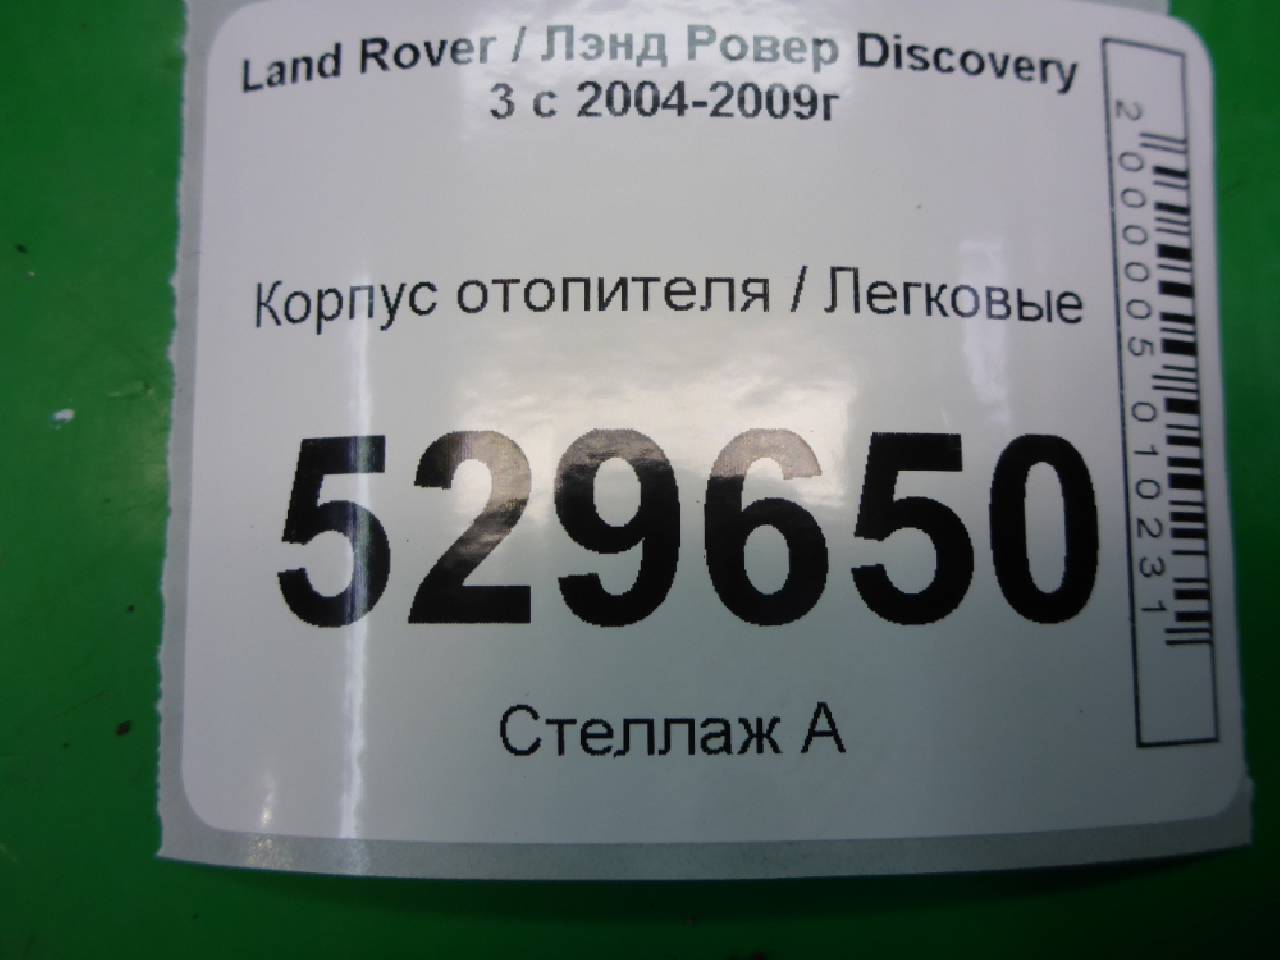 Land Rover / Лэнд Ровер Discovery
3 с 2004-2009г
Корпус отопителя / Легковые
529650
Стеллаж А
2000005010231